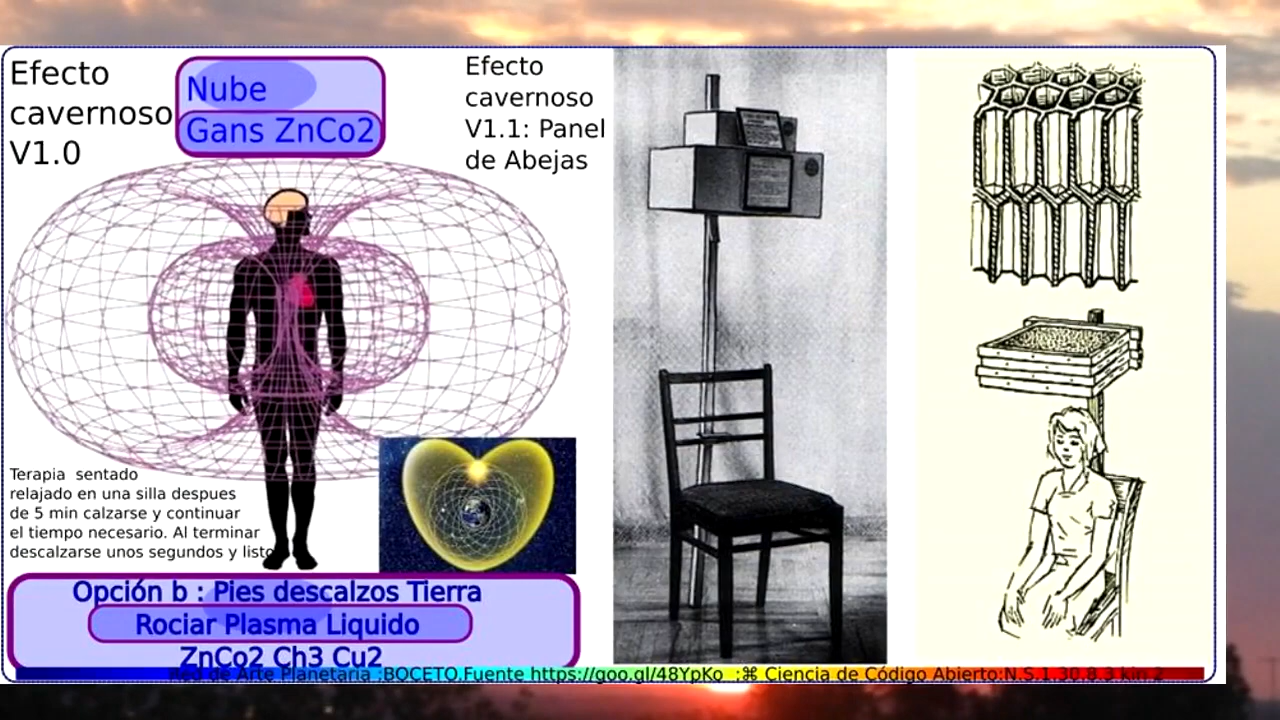 Efecto
cavernoso
V1.0
Nube
Gans ZnCo2
Efecto
cavernoso
V1.1: Panel
de Abejas
Terapia sentado
relajado en una silla despues
de 5 min calzarse y continuar
el tiempo necesario. Al terminar
descalzarse unos segundos y listo
Opción b : Pies descalzos Tierra
Rociar Plasma Liquido
ZnCo2 Ch3 Cu2
de Arte Planetaria ;BOCETO,Fuente https://goo.gl/48YpKo ;⌘ Ciencia de Código Abierto:N.S.1.30.8.3 kin 2